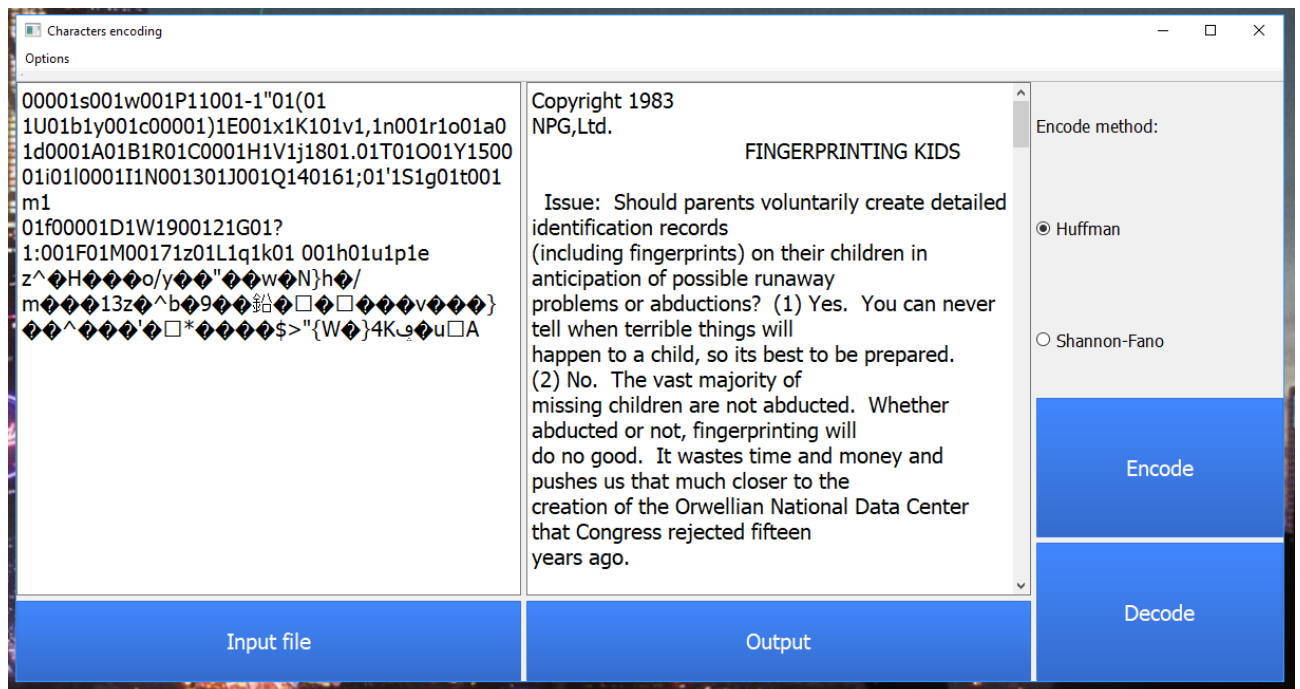 Characters encoding
Options
00001s001w001P11001-1"01(01
1U01b1y001c00001)1E001x1K101v1,1n001r1o01a0
1d0001A01B1R01C0001H1V1j1801.01T01O01Y1500
01i01l0001I1N001301J001Q140161;01'1S1g01t001
m1
01f00001D1W1900121G01?
1:001F01M00171z01L1q1k01 001h01u1p1e
z^�H���o/y��"��w�N}h�/
m���13z�^b�9��鉛�□�□���v���}
��^���'�□*����$>"{W�}4Kي�u□A
Input file
Copyright 1983
NPG,Ltd.
FINGERPRINTING KIDS
Issue:  Should parents voluntarily create detailed
identification records
(including fingerprints) on their children in
anticipation of possible runaway
problems or abductions?  (1) Yes.  You can never
tell when terrible things will
happen to a child, so its best to be prepared.
(2) No.  The vast majority of
missing children are not abducted.  Whether
abducted or not, fingerprinting will
do no good.  It wastes time and money and
pushes us that much closer to the
creation of the Orwellian National Data Center
that Congress rejected fifteen
years ago.
Output
Encode method:
Huffman
Shannon-Fano
Encode
Decode